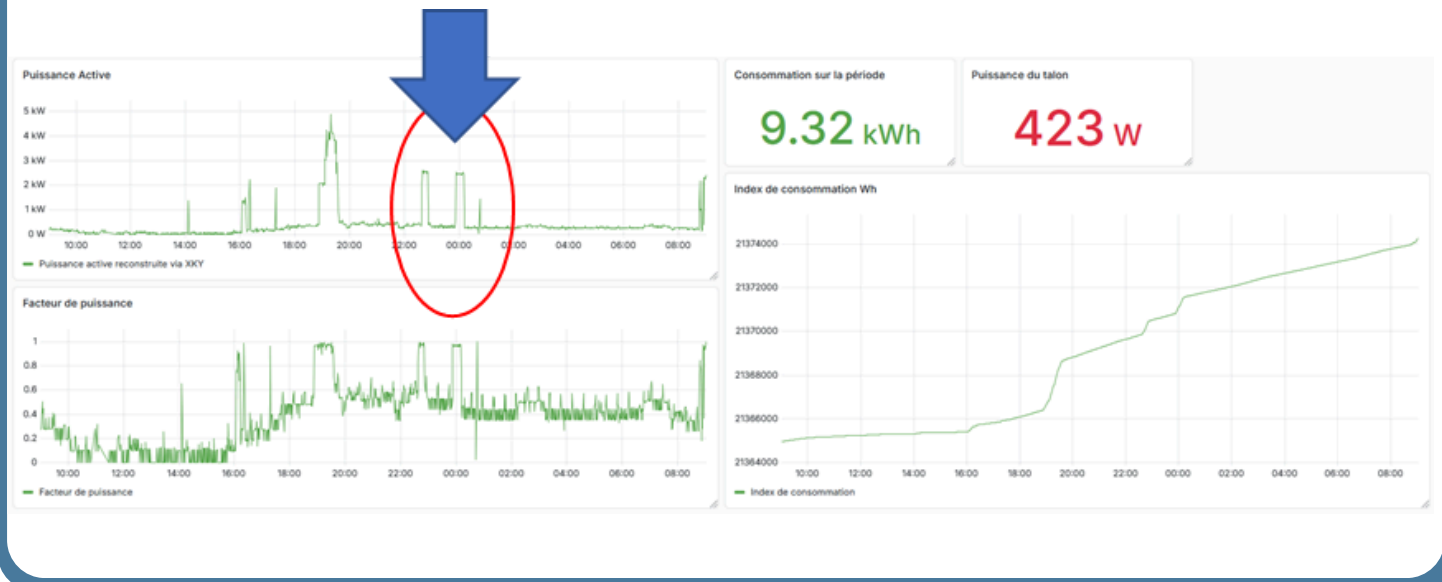 Puissance Active
5 kW
4 kW
3 kW
2 kW
1 kW
0 W
10:00 12:00 14:00 16:00 18:00 20:00 22:00 00:00 02:00 04:00 06:00 08:00
Puissance active reconstruite via XKY
Consommation sur la période
9.32 kWh
Puissance du talon
423 W
Facteur de puissance
1
0.8
0.6
0.4
0.2
0
10:00 12:00 14:00 16:00 18:00 20:00 22:00 00:00 02:00 04:00 06:00 08:00
Facteur de puissance
Index de consommation Wh
21374000
21372000
21370000
21368000
21366000
21364000
10:00 12:00 14:00 16:00 18:00 20:00 22:00 00:00 02:00 04:00 06:00 08:00
Index de consommation